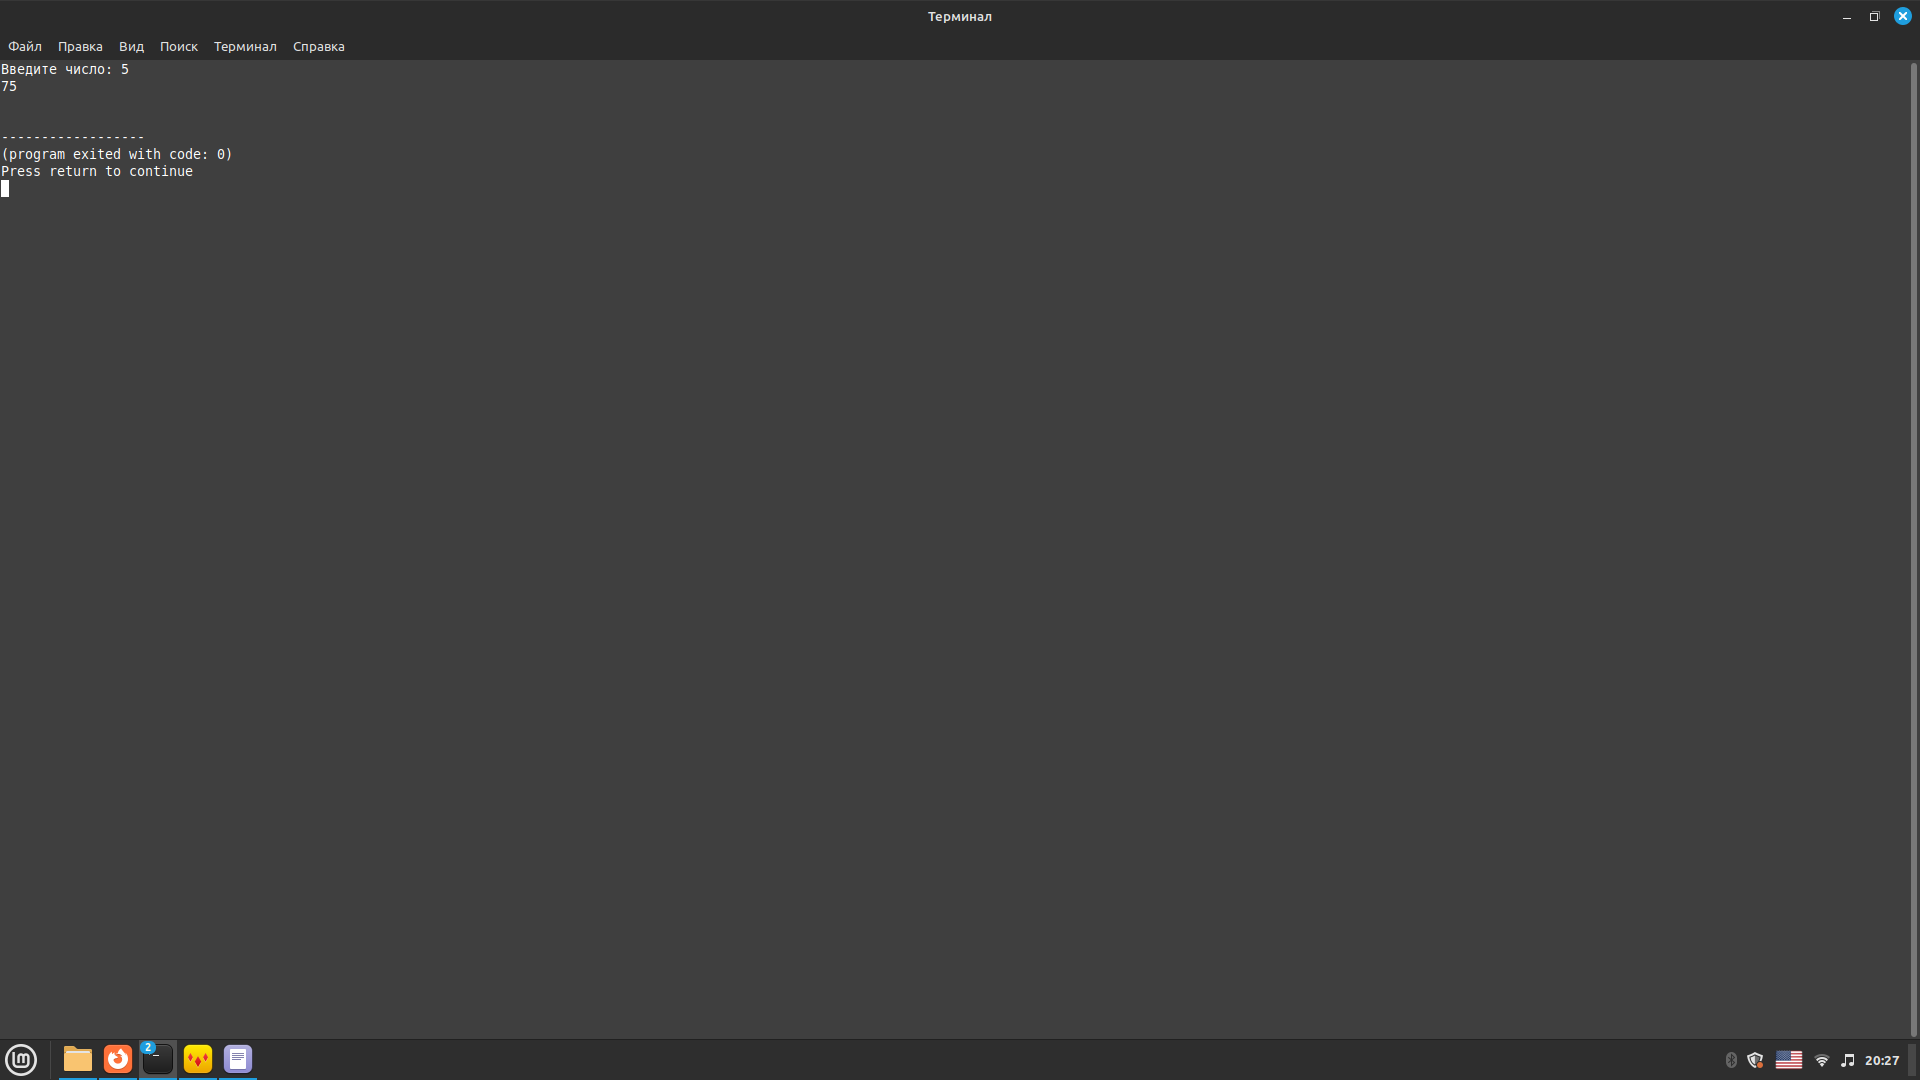 Терминал
Файл Правка Вид Поиск Терминал Справка
Введите число: 5
75
------------------
(program exited with code: 0)
Press return to continue
2
20:27